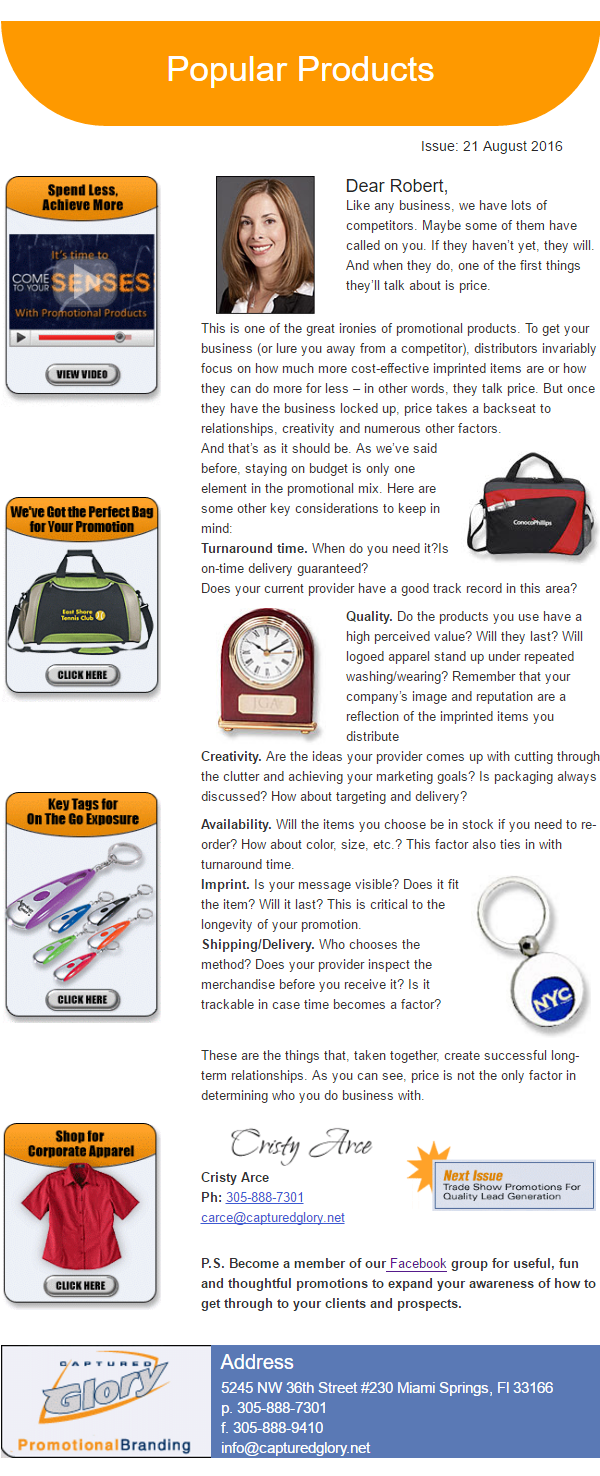 Popular Products
Issue: 21 August 2016
Spend Less,
Achieve More
It's time to
COME TO YOUR SENSES
With Promotional Products
VIEW VIDEO
Dear Robert,
Like any business, we have lots of
competitors. Maybe some of them have
called on you. If they haven’t yet, they will.
And when they do, one of the first things
they’ll talk about is price.
This is one of the great ironies of promotional products. To get your
business (or lure you away from a competitor), distributors invariably
focus on how much more cost-effective imprinted items are or how
they can do more for less – in other words, they talk price. But once
they have the business locked up, price takes a backseat to
relationships, creativity and numerous other factors.
And that’s as it should be. As we’ve said
before, staying on budget is only one
element in the promotional mix. Here are
some other key considerations to keep in
mind:
ConocoPhillips
Turnaround time. When do you need it?Is
on-time delivery guaranteed?
Does your current provider have a good track record in this area?
We've Got the Perfect Bag
for Your Promotion
East Shore
Tennis Club
CLICK HERE
JGA
Quality. Do the products you use have a
high perceived value? Will they last? Will
logoed apparel stand up under repeated
washing/wearing? Remember that your
company’s image and reputation are a
reflection of the imprinted items you
distribute
Creativity. Are the ideas your provider comes up with cutting through
the clutter and achieving your marketing goals? Is packaging always
discussed? How about targeting and delivery?
Key Tags for
On The Go Exposure
CLICK HERE
Availability. Will the items you choose be in stock if you need to re-
order? How about color, size, etc.? This factor also ties in with
turnaround time.
Imprint. Is your message visible? Does it fit
the item? Will it last? This is critical to the
longevity of your promotion.
Shipping/Delivery. Who chooses the
method? Does your provider inspect the
merchandise before you receive it? Is it
trackable in case time becomes a factor?
NYC
These are the things that, taken together, create successful long-
term relationships. As you can see, price is not the only factor in
determining who you do business with.
Shop for
Corporate Apparel
CLICK HERE
Cristy Arce
Cristy Arce
Ph: 305-888-7301
carce@capturedglory.net
Next Issue
Trade Show Promotions For
Quality Lead Generation
P.S. Become a member of our Facebook group for useful, fun
and thoughtful promotions to expand your awareness of how to
get through to your clients and prospects.
CAPTURED
Glory
PromotionalBranding
Address
5245 NW 36th Street #230 Miami Springs, Fl 33166
p. 305-888-7301
f. 305-888-9410
info@capturedglory.net